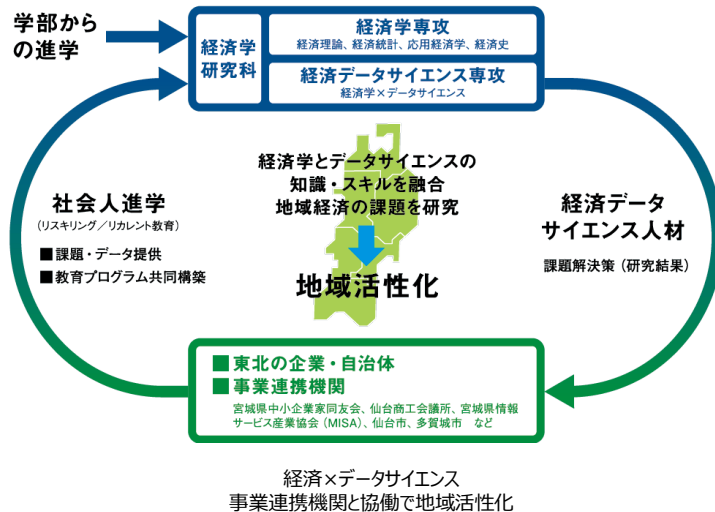 学部から
の進学
経済学
研究科
経済学専攻
経済理論、経済統計、応用経済学、経済史
経済データサイエンス専攻
経済学×データサイエンス
経済学とデータサイエンスの
知識・スキルを融合
地域経済の課題を研究
地域活性化
社会人進学
(リスキリング/リカレント教育)
■課題・データ提供
■教育プログラム共同構築
経済データ
サイエンス人材
課題解決策(研究結果)
■東北の企業・自治体
■事業連携機関
宮城県中小企業家同友会、仙台商工会議所、宮城県情報
サービス産業協会(MISA)、仙台市、多賀城市 など
経済×データサイエンス
事業連携機関と協働で地域活性化